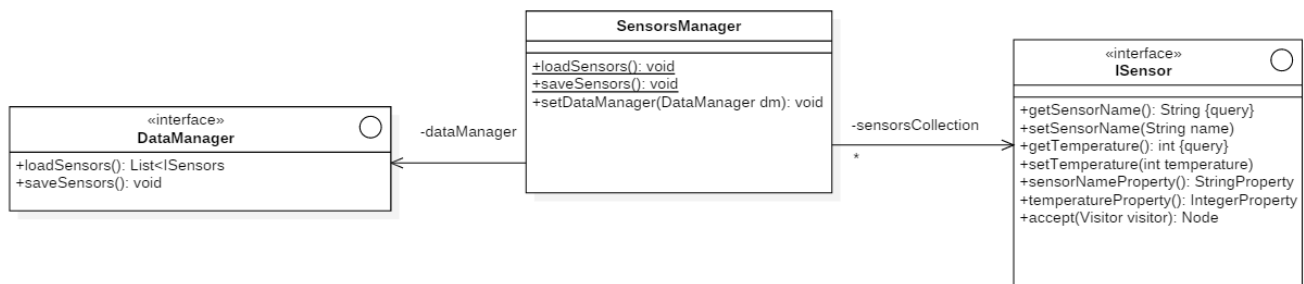 SensorsManager
+loadSensors(): void
+saveSensors(): void
+setDataManager(DataManager dm): void
«interface»
DataManager
+loadSensors(): List<ISensors
+saveSensors(): void
-dataManager
-sensorsCollection
*
«interface»
ISensor
+getSensorName(): String {query}
+setSensorName(String name)
+getTemperature(): int {query}
+setTemperature(int temperature)
+sensorNameProperty(): StringProperty
+temperatureProperty(): IntegerProperty
+accept(Visitor visitor): Node